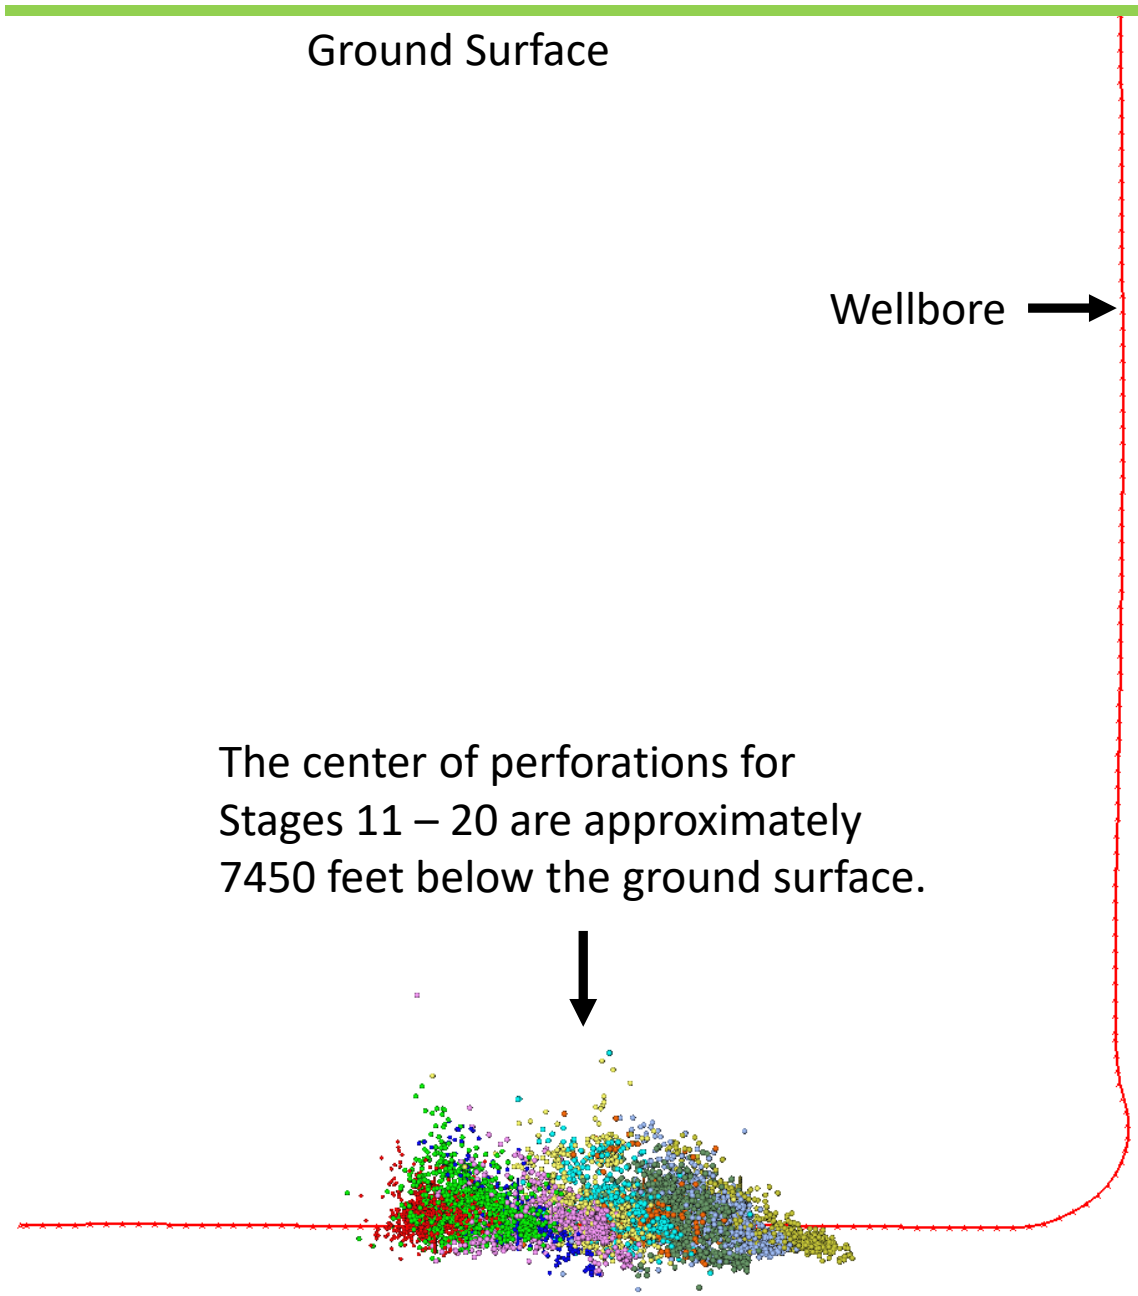 Ground Surface
Wellbore
The center of perforations for
Stages 11 – 20 are approximately
7450 feet below the ground surface.